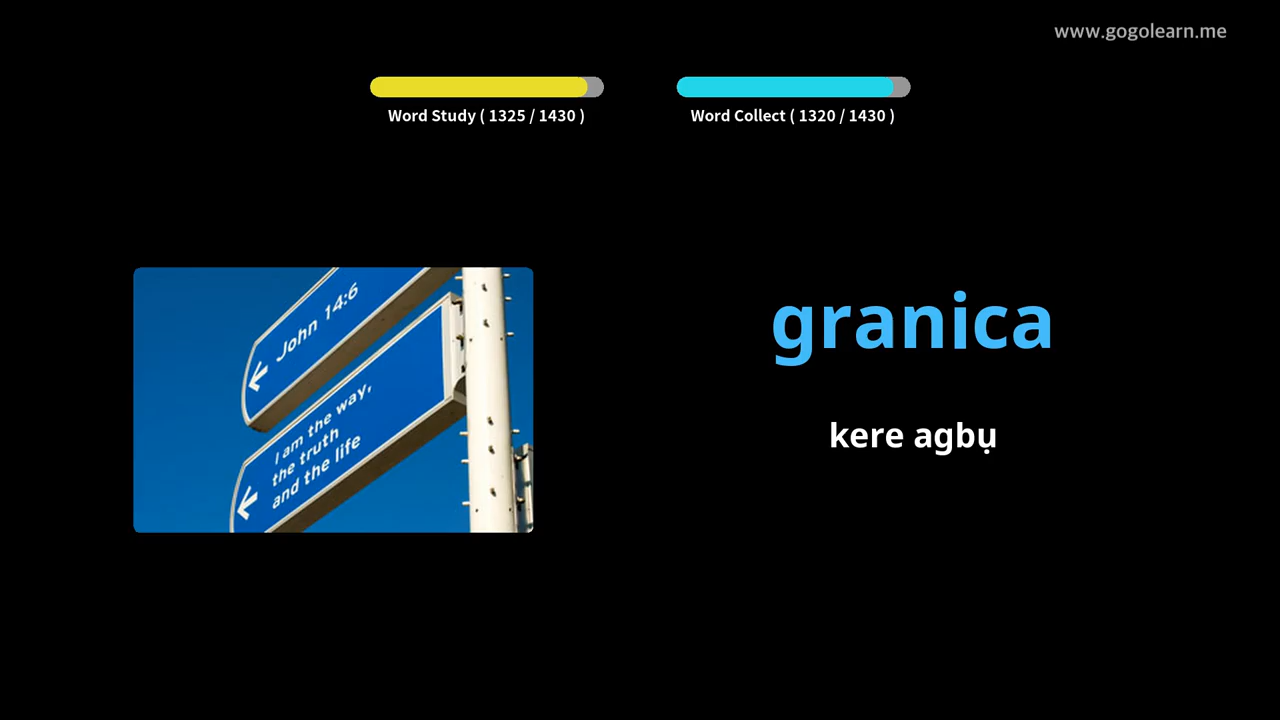 www.gogolearn.me
Word Study ( 1325 / 1430 )
Word Collect ( 1320 / 1430 )
John 14:6
I am the way,
the truth
and the life
granica
kere agbụ